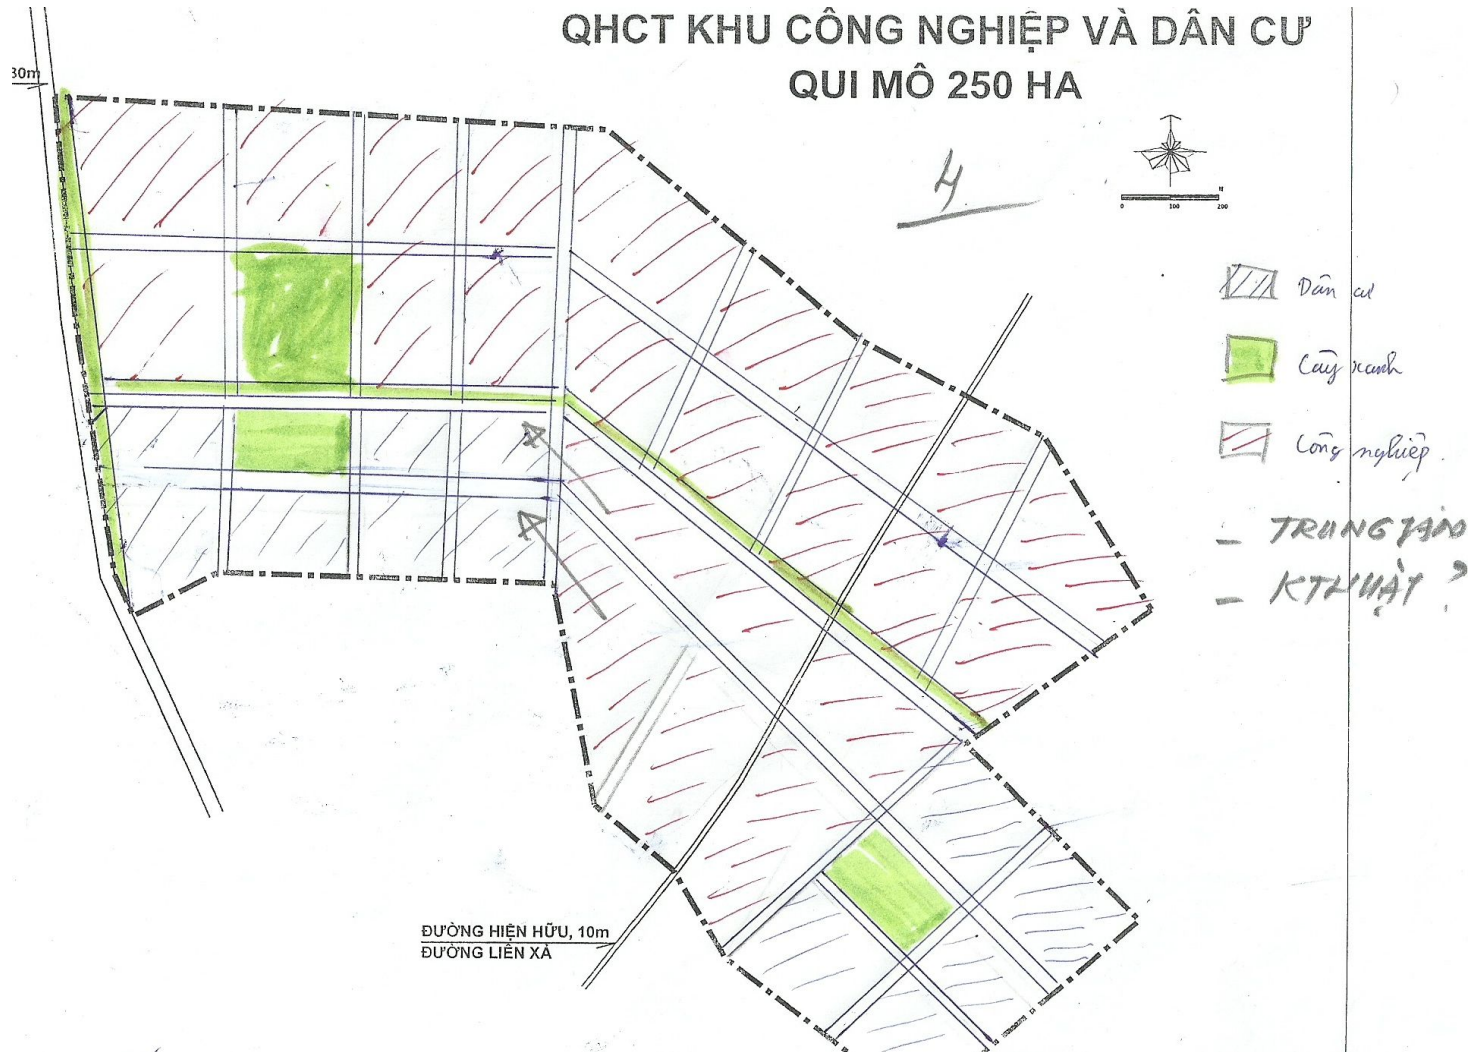 QHCT KHU CÔNG NGHIỆP VÀ DÂN CƯ
QUI MÔ 250 HA
30m
4
N
0 100 200
Dân cư
Cây xanh
Công nghiệp.
- TRUNG TÂM
- KTHUẬT ?
ĐƯỜNG HIỆN HỮU, 10m
ĐƯỜNG LIÊN XÃ